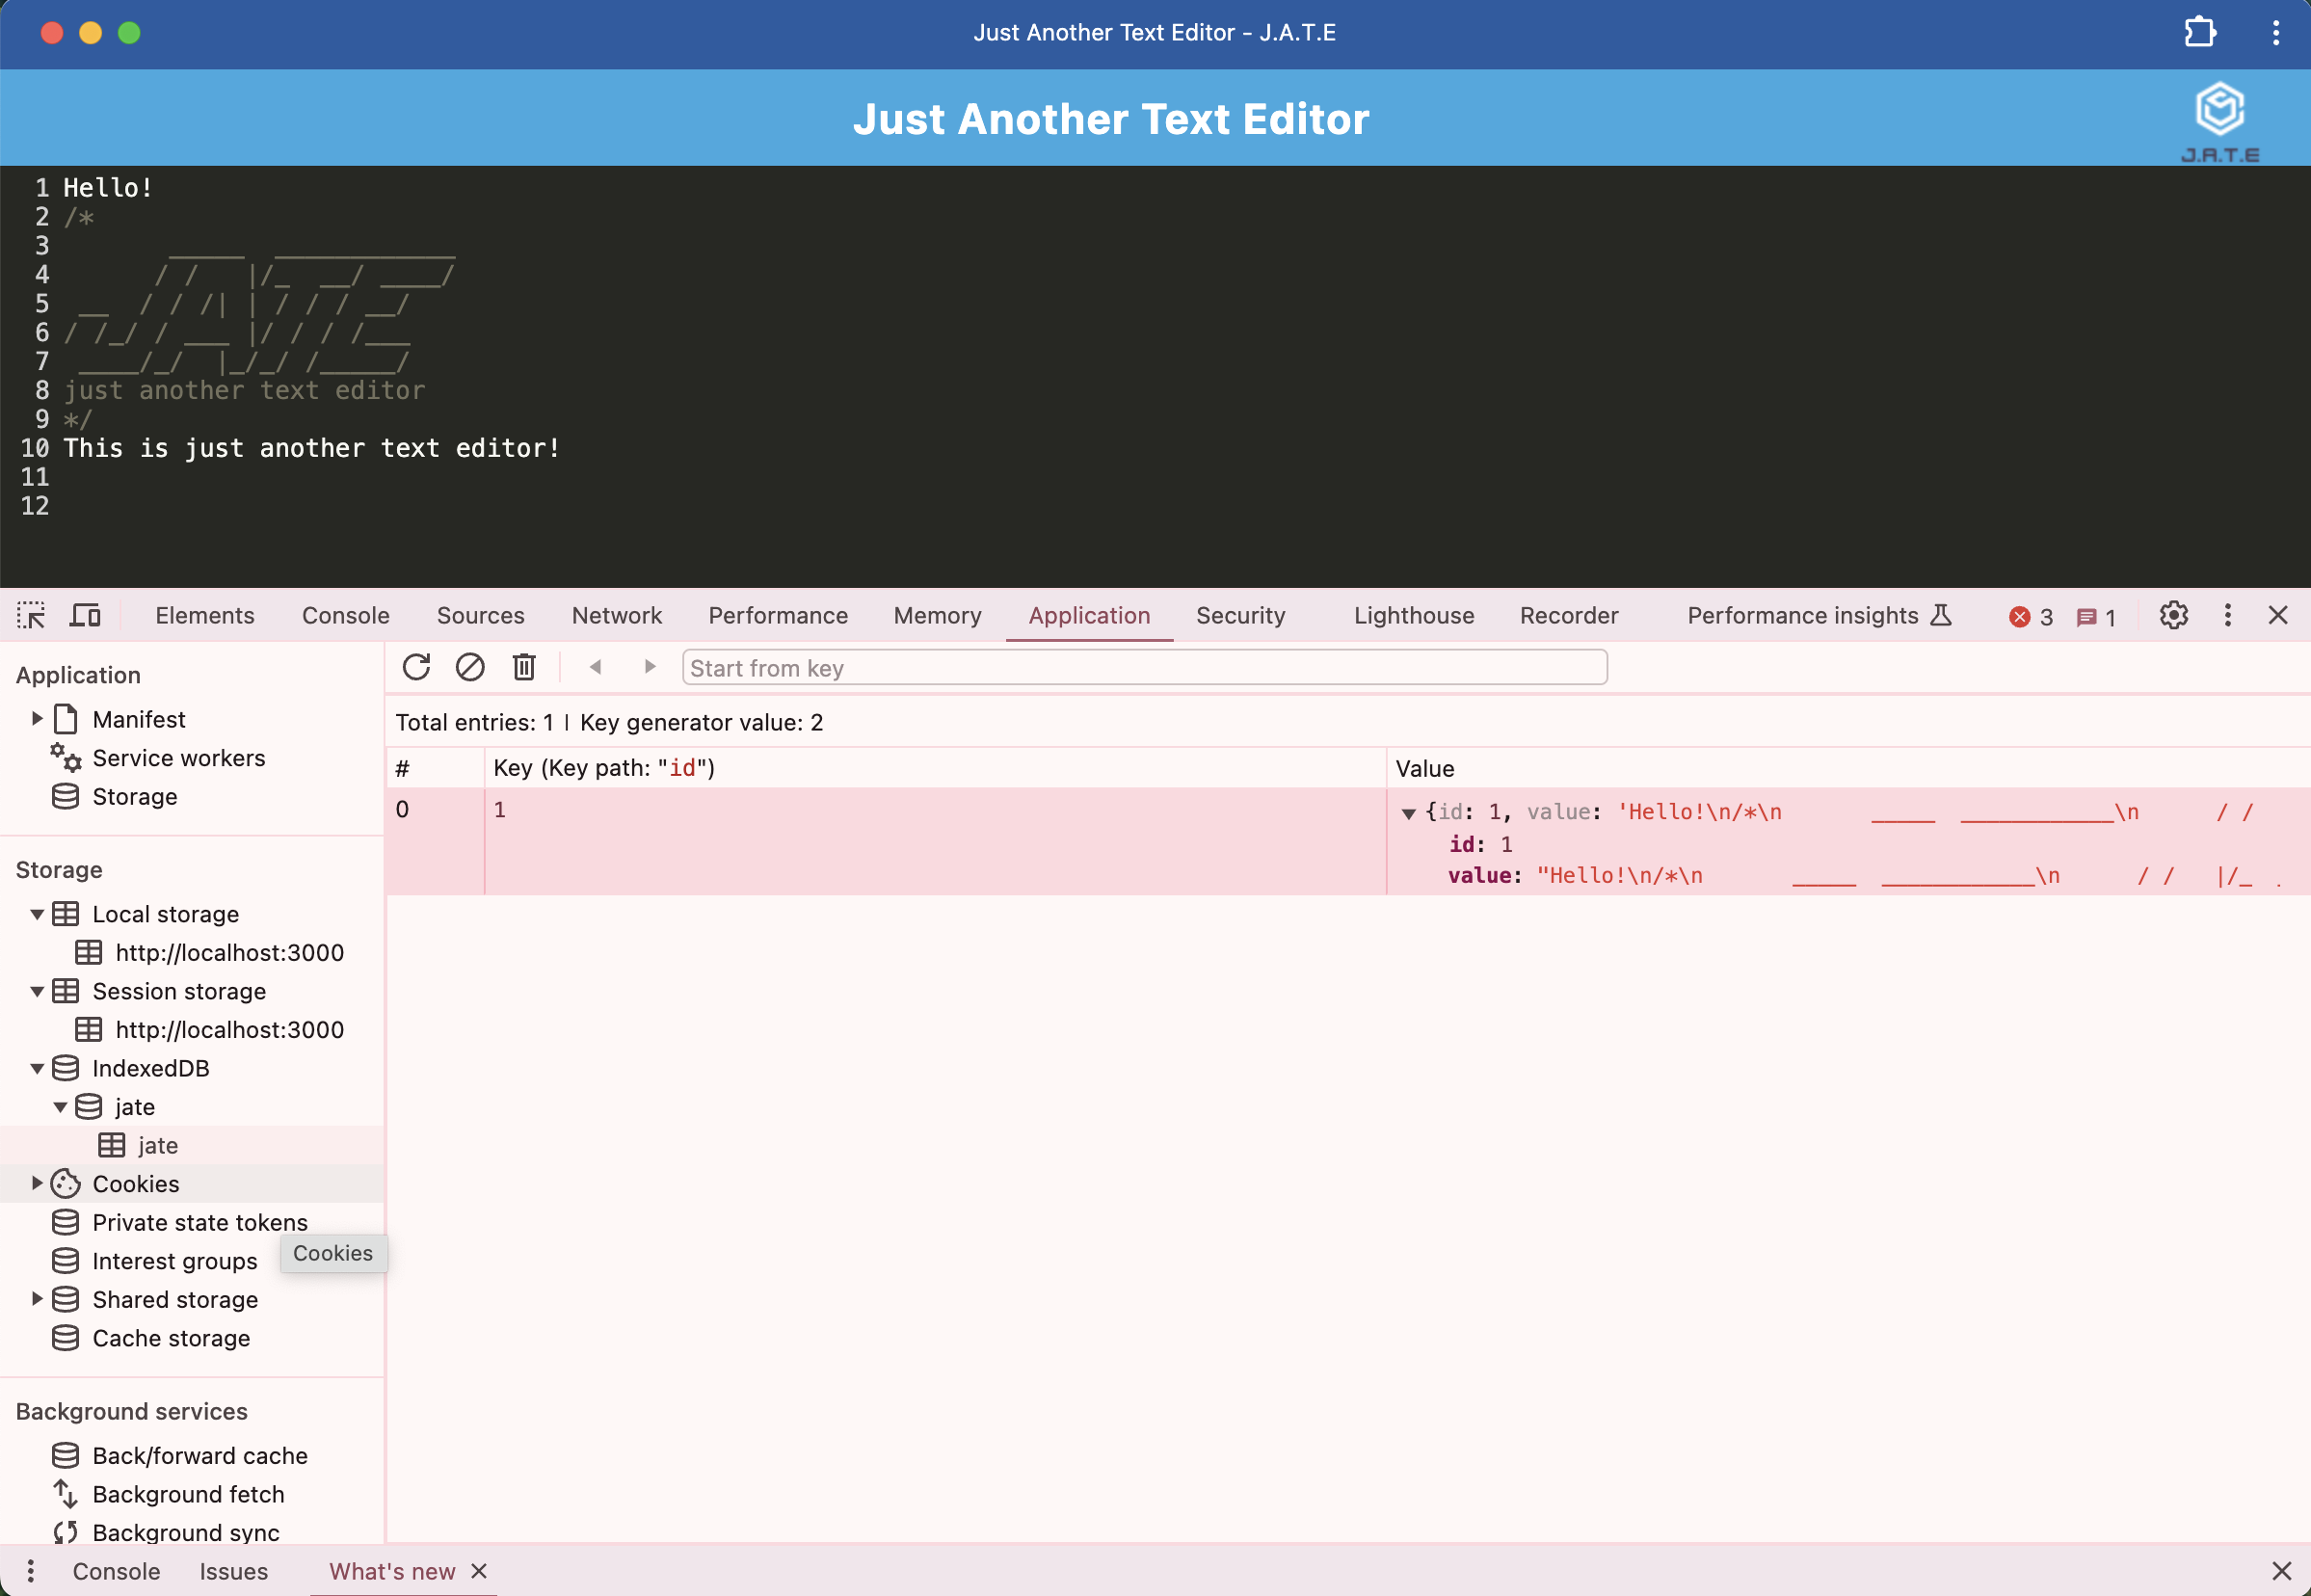 Just Another Text Editor - J.A.T.E
Just Another Text Editor
J.A.T.E
1 Hello!
2 /*
3
4        / /    |/_  __/ ____/
5  __  / / /| | / / / __/
6 / /_/ / ___ |/ / / /___
7  ____/_/  |_/_/ /_____/
8 just another text editor
9 */
10 This is just another text editor!
11
12
Elements Console Sources Network Performance Memory Application Security Lighthouse Recorder Performance insights 3 1
Application
Manifest
Service workers
Storage
Storage
Local storage
http://localhost:3000
Session storage
http://localhost:3000
IndexedDB
jate
jate
Cookies
Private state tokens
Cookies
Interest groups
Shared storage
Cache storage
Background services
Back/forward cache
Background fetch
Background sync
Start from key
Total entries: 1 | Key generator value: 2
# Key (Key path: "id") Value
0 1 {id: 1, value: 'Hello!\n/*\n       _____  ____________\n      / /
id: 1
value: "Hello!\n/*\n       _____  ____________\n      / /   |/_  .
Console Issues What's new